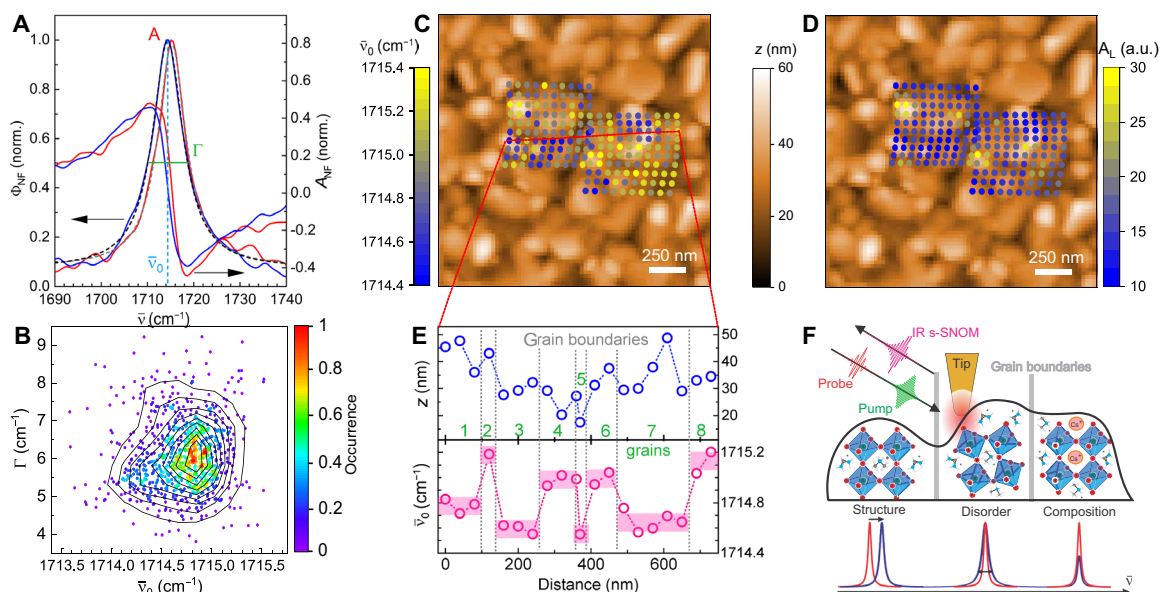 A
Φ_NF (norm.)
1.0
0.8
0.6
0.4
0.2
0.1
A
Γ
ν̄₀
0.8
0.6
0.4
0.2
0.0
-0.2
-0.4
A_NF (norm.)
1690 1700 1710 1720 1730 1740
ν̄ (cm⁻¹)
B
Γ (cm⁻¹)
9
8
7
6
5
4
1713.5 1714.0 1714.5 1715.0 1715.5
ν̄₀ (cm⁻¹)
1
0.8
0.6
0.4
0.2
0
Occurrence
C
ν̄₀ (cm⁻¹)
1715.4
1715.2
1715.0
1714.8
1714.6
1714.4
250 nm
z (nm)
60
40
20
0
D
250 nm
A_L (a.u.)
30
25
20
15
10
E
Grain boundaries
z (nm)
50
40
30
20
1 2 3 4 5 6 7 8
grains
ν̄₀ (cm⁻¹)
1715.2
1714.8
1714.4
0 200 400 600
Distance (nm)
F
IR s-SNOM
Tip
Grain boundaries
Probe
Pump
Cs⁺
Cs⁺
Structure Disorder Composition
ν̄